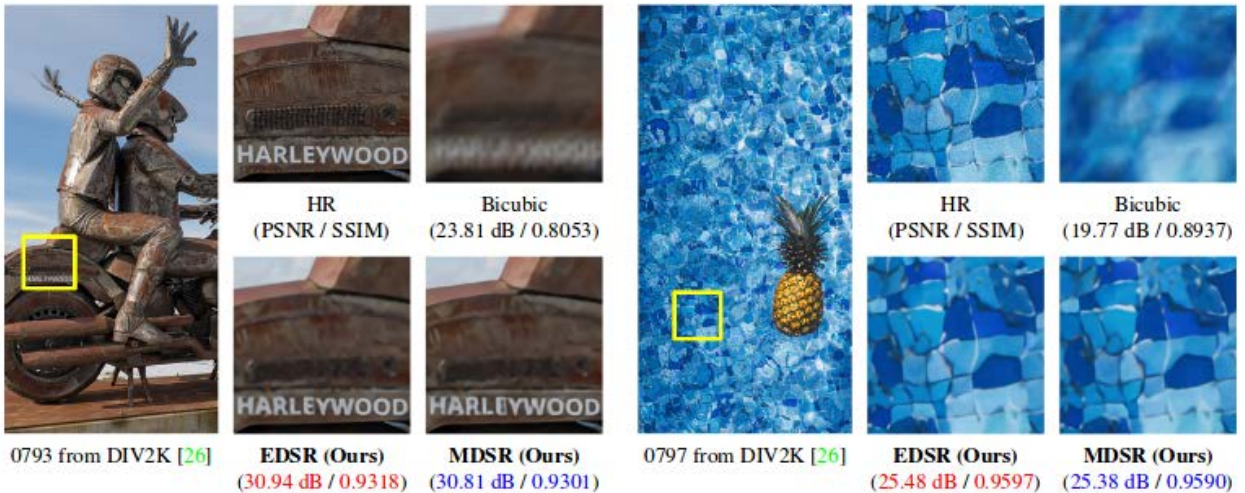 HARLEYWOOD
HR
(PSNR / SSIM)
Bicubic
(23.81 dB / 0.8053)
HARLEYWOOD
HARLEYWOOD
HARLEYWOOD
0793 from DIV2K [26]
EDSR (Ours)
(30.94 dB / 0.9318)
MDSR (Ours)
(30.81 dB / 0.9301)
HR
(PSNR / SSIM)
Bicubic
(19.77 dB / 0.8937)
0797 from DIV2K [26]
EDSR (Ours)
(25.48 dB / 0.9597)
MDSR (Ours)
(25.38 dB / 0.9590)